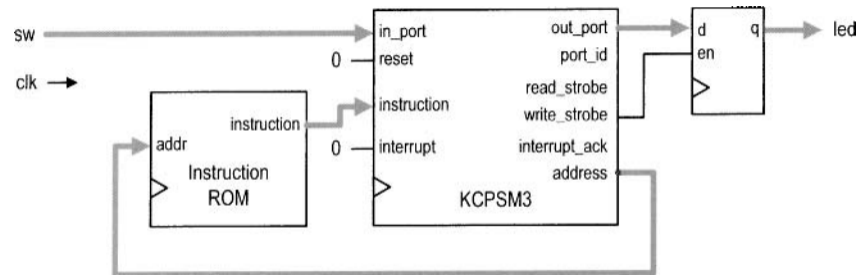 sw
clk
0
0
in_port
reset
instruction
interrupt
out_port
port_id
read_strobe
write_strobe
interrupt_ack
address
KCPSM3
addr
instruction
Instruction
ROM
d
q
en
led